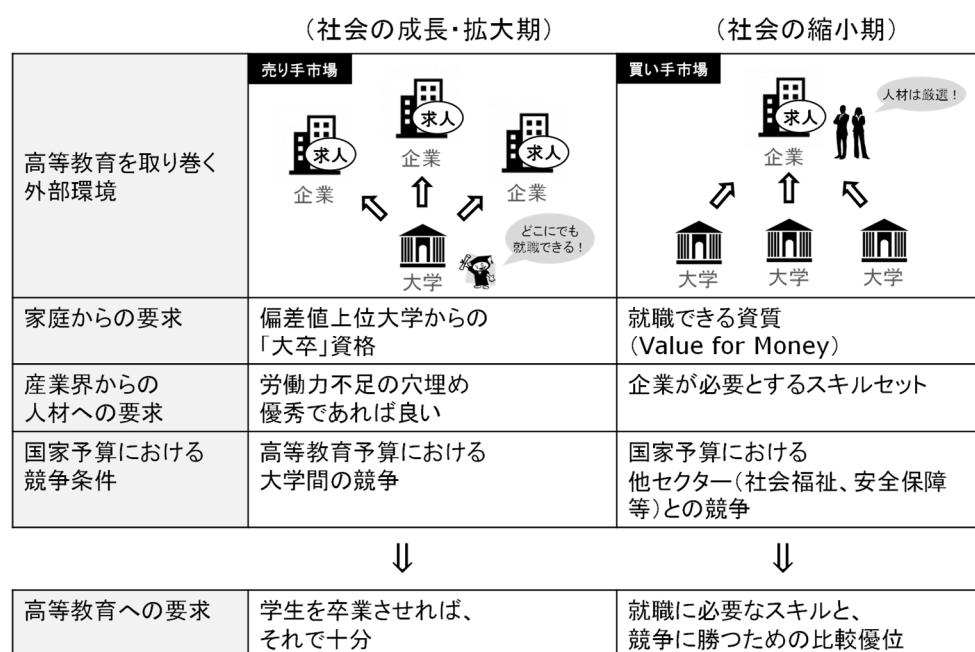 （社会の成長・拡大期）
（社会の縮小期）
高等教育を取り巻く
外部環境
売り手市場
求人
企業
求人
企業
求人
企業
大学
どこにでも
就職できる！
買い手市場
求人
企業
人材は厳選！
大学
大学
大学
家庭からの要求
偏差値上位大学からの
「大卒」資格
就職できる資質
（Value for Money）
産業界からの
人材への要求
労働力不足の穴埋め
優秀であれば良い
企業が必要とするスキルセット
国家予算における
競争条件
高等教育予算における
大学間の競争
国家予算における
他セクター（社会福祉、安全保障
等）との競争
高等教育への要求
学生を卒業させれば、
それで十分
就職に必要なスキルと、
競争に勝つための比較優位